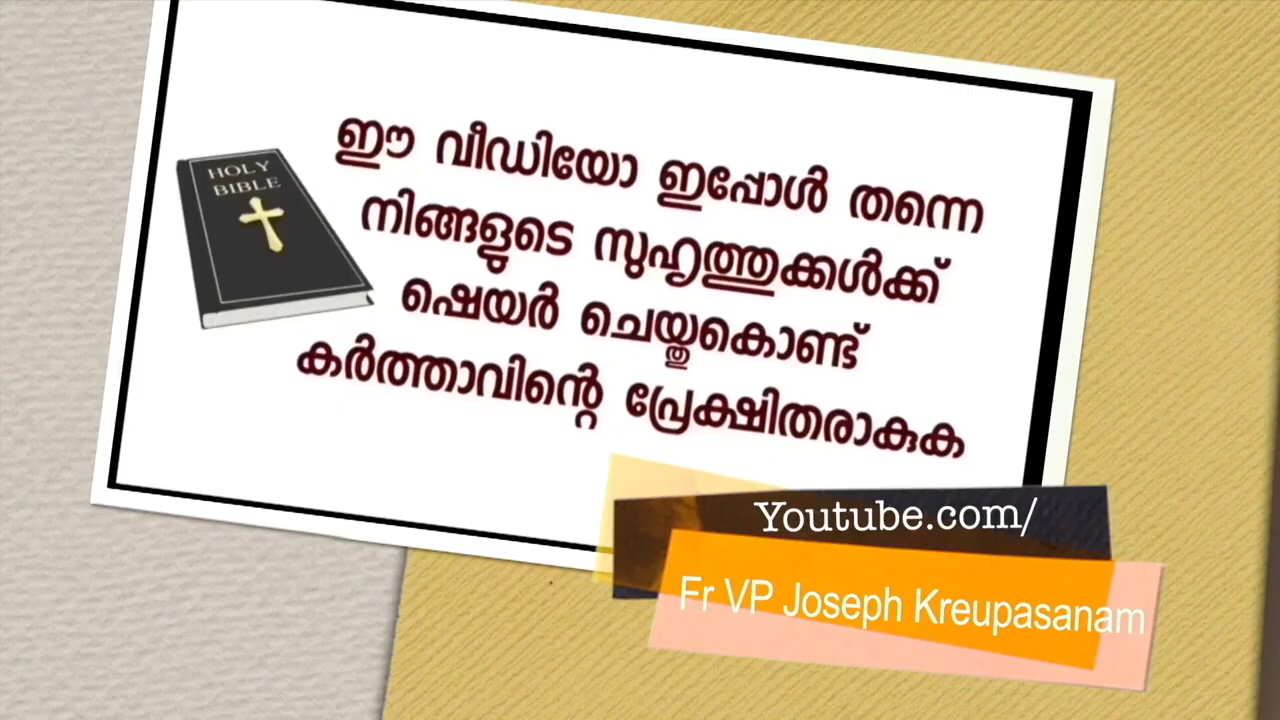 HOLY
BIBLE
ഈ വീഡിയോ ഇപ്പോൾ തന്നെ
നിങ്ങളുടെ സുഹൃത്തുക്കൾക്ക്
ഷെയർ ചെയ്തുകൊണ്ട്
കർത്താവിന്റെ പ്രേക്ഷിതരാകുക
Youtube.com/
Fr VP Joseph Kreupasanam